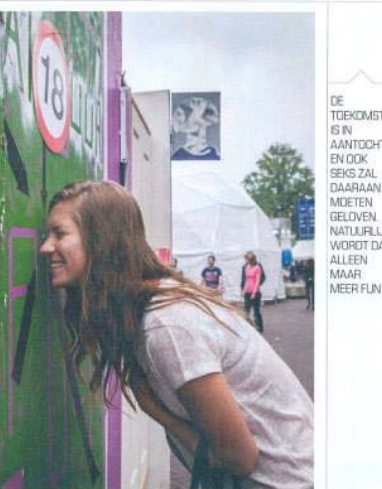 18
DE
TOEKOMST
IS IN
AANTOCHT
EN OOK
SEKS ZAL
DAARAAN
MOETEN
GELOVEN.
NATUURLIJ
WORDT DA
ALLEEN
MAAR
MEER FUN